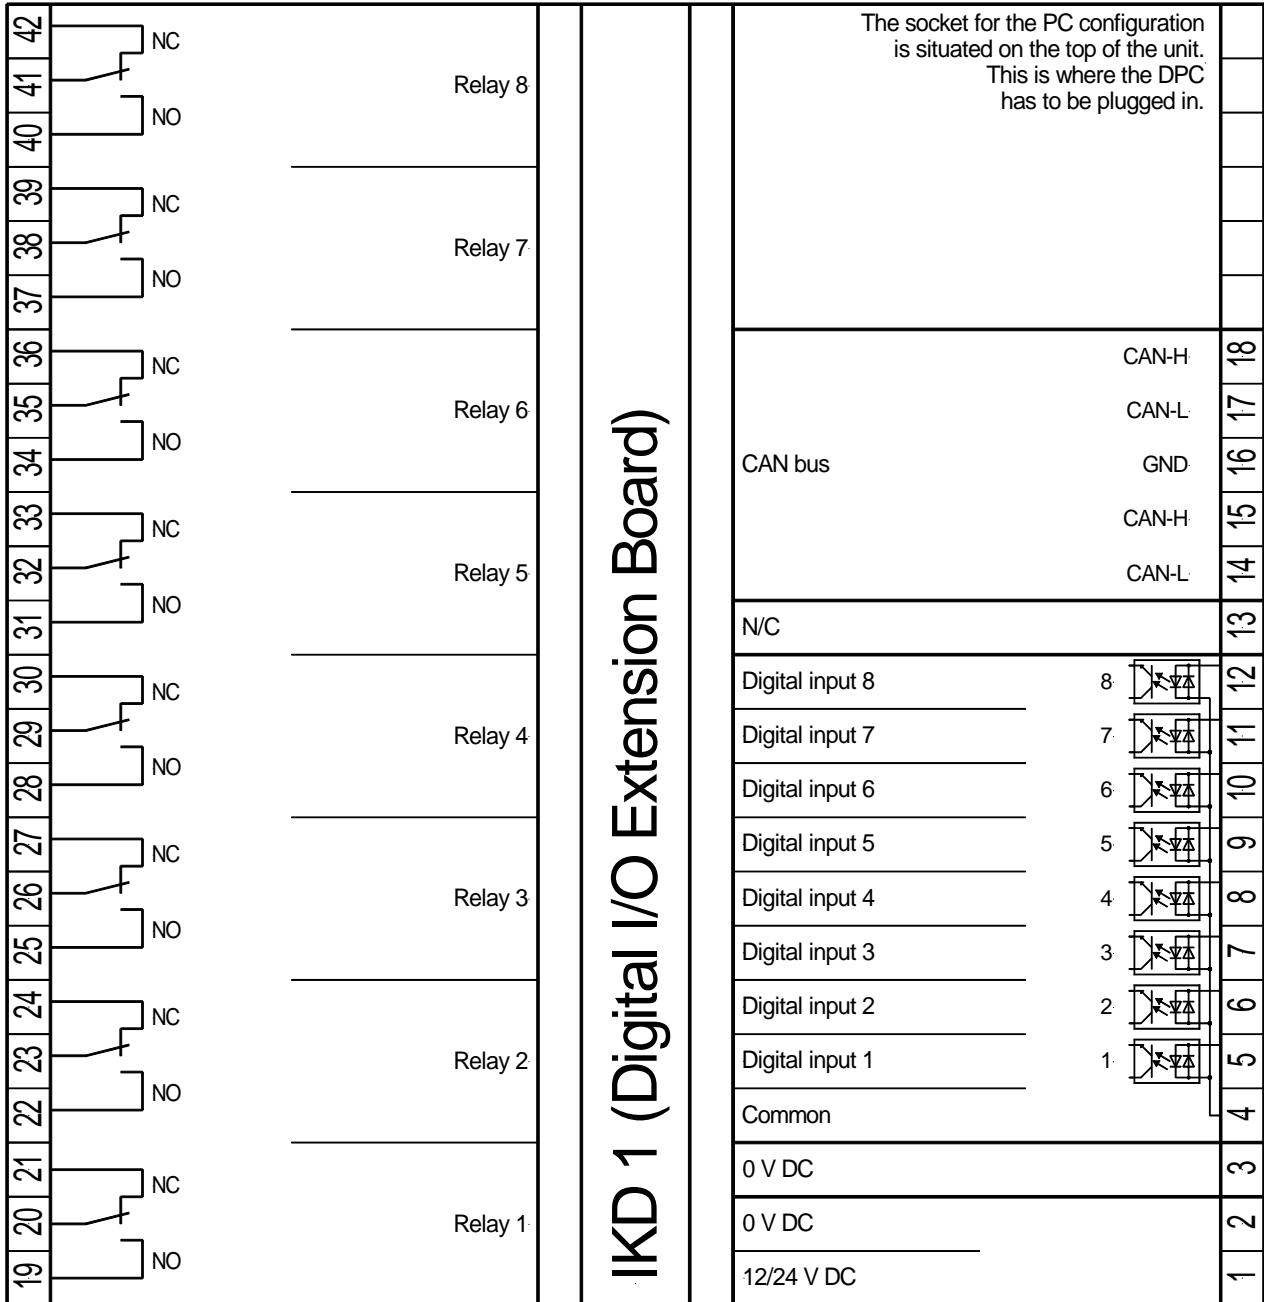 42
NC
41
Relay 8
NO
40
39
NC
38
Relay 7
NO
37
36
NC
35
Relay 6
NO
34
33
NC
32
Relay 5
NO
31
30
NC
29
Relay 4
NO
28
27
NC
26
Relay 3
NO
25
24
NC
23
Relay 2
NO
22
21
NC
20
Relay 1
NO
19
IKD 1 (Digital I/O Extension Board)
The socket for the PC configuration
is situated on the top of the unit.
This is where the DPC
has to be plugged in.
CAN-H 18
CAN-L 17
CAN bus GND 16
CAN-H 15
CAN-L 14
N/C 13
Digital input 8 8 12
Digital input 7 7 11
Digital input 6 6 10
Digital input 5 5 9
Digital input 4 4 8
Digital input 3 3 7
Digital input 2 2 6
Digital input 1 1 5
Common 4
0 V DC 3
0 V DC 2
12/24 V DC 1